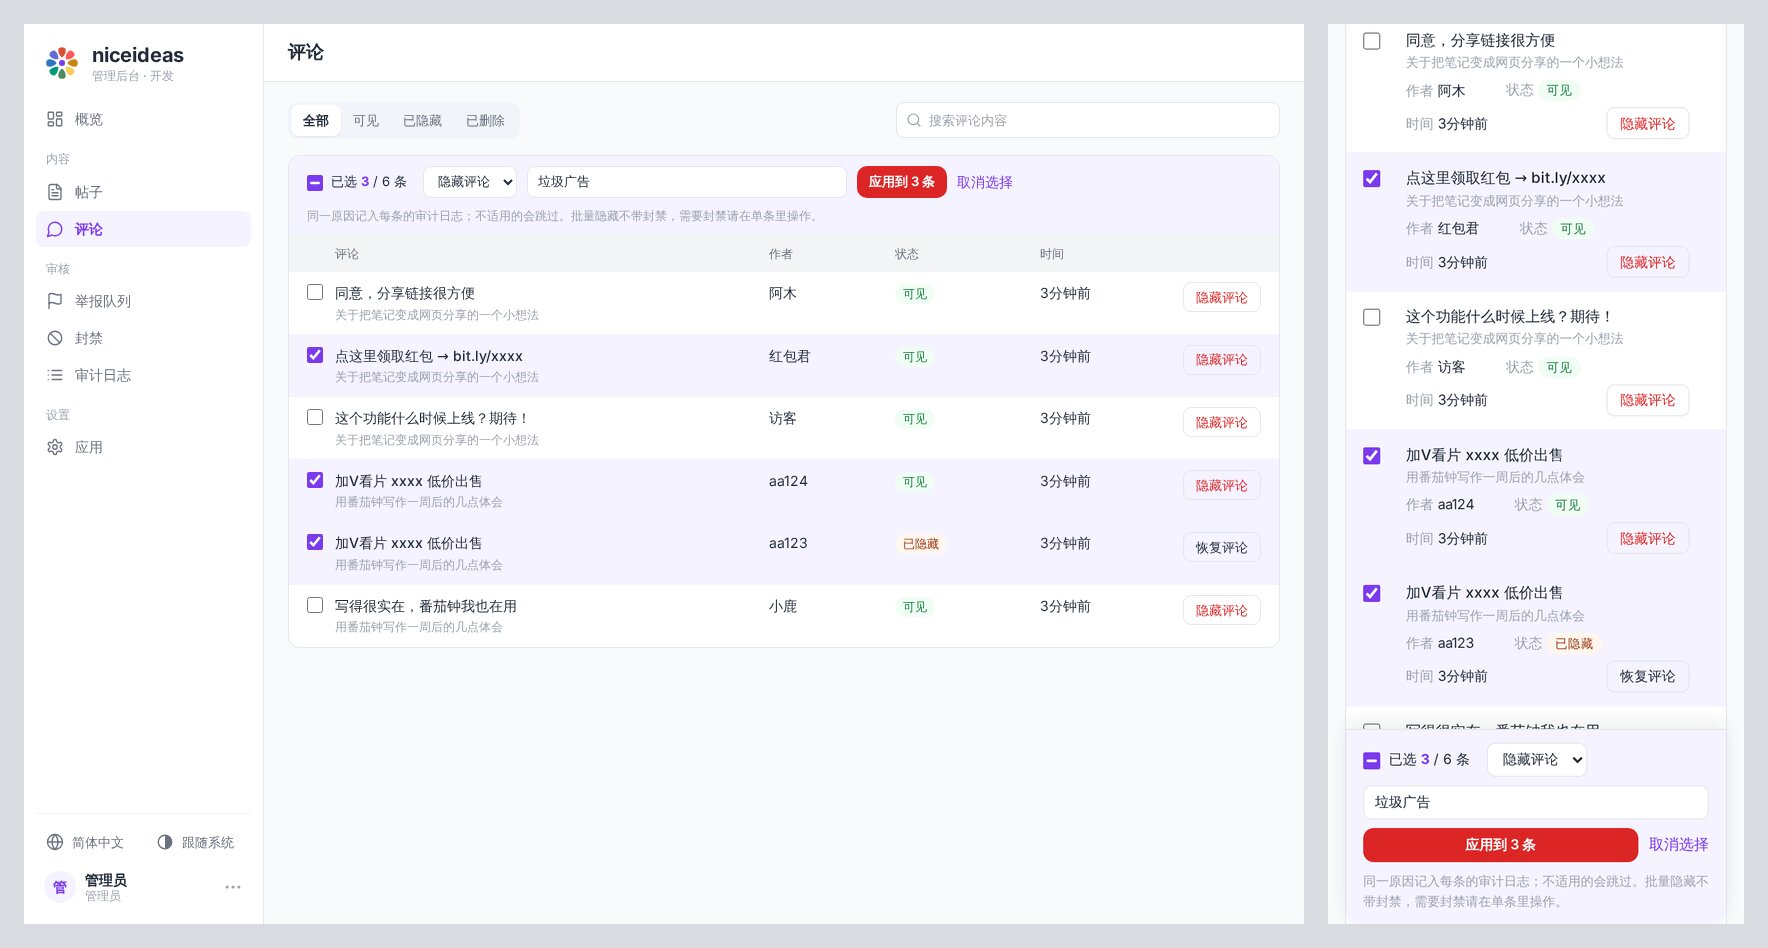 niceideas
管理后台 · 开发
概览
内容
帖子
评论
审核
举报队列
封禁
审计日志
设置
应用
简体中文
跟随系统
管
管理员
管理员
评论
全部 可见 已隐藏 已删除
搜索评论内容
已选 3 / 6 条 隐藏评论 垃圾广告 应用到 3 条 取消选择
同一原因记入每条的审计日志；不适用的会跳过。批量隐藏不带封禁，需要封禁请在单条里操作。
评论 作者 状态 时间
同意，分享链接很方便 阿木 可见 3分钟前 隐藏评论
关于把笔记变成网页分享的一个小想法
点这里领取红包 → bit.ly/xxxx 红包君 可见 3分钟前 隐藏评论
关于把笔记变成网页分享的一个小想法
这个功能什么时候上线？期待！ 访客 可见 3分钟前 隐藏评论
关于把笔记变成网页分享的一个小想法
加V看片 xxxx 低价出售 aa124 可见 3分钟前 隐藏评论
用番茄钟写作一周后的几点体会
加V看片 xxxx 低价出售 aa123 已隐藏 3分钟前 恢复评论
用番茄钟写作一周后的几点体会
写得很实在，番茄钟我也在用 小鹿 可见 3分钟前 隐藏评论
用番茄钟写作一周后的几点体会
同意，分享链接很方便
关于把笔记变成网页分享的一个小想法
作者 阿木 状态 可见
时间 3分钟前 隐藏评论
点这里领取红包 → bit.ly/xxxx
关于把笔记变成网页分享的一个小想法
作者 红包君 状态 可见
时间 3分钟前 隐藏评论
这个功能什么时候上线？期待！
关于把笔记变成网页分享的一个小想法
作者 访客 状态 可见
时间 3分钟前 隐藏评论
加V看片 xxxx 低价出售
用番茄钟写作一周后的几点体会
作者 aa124 状态 可见
时间 3分钟前 隐藏评论
加V看片 xxxx 低价出售
用番茄钟写作一周后的几点体会
作者 aa123 状态 已隐藏
时间 3分钟前 恢复评论
写得很实在，番茄钟我也在用
已选 3 / 6 条 隐藏评论
垃圾广告
应用到 3 条 取消选择
同一原因记入每条的审计日志；不适用的会跳过。批量隐藏不
带封禁，需要封禁请在单条里操作。